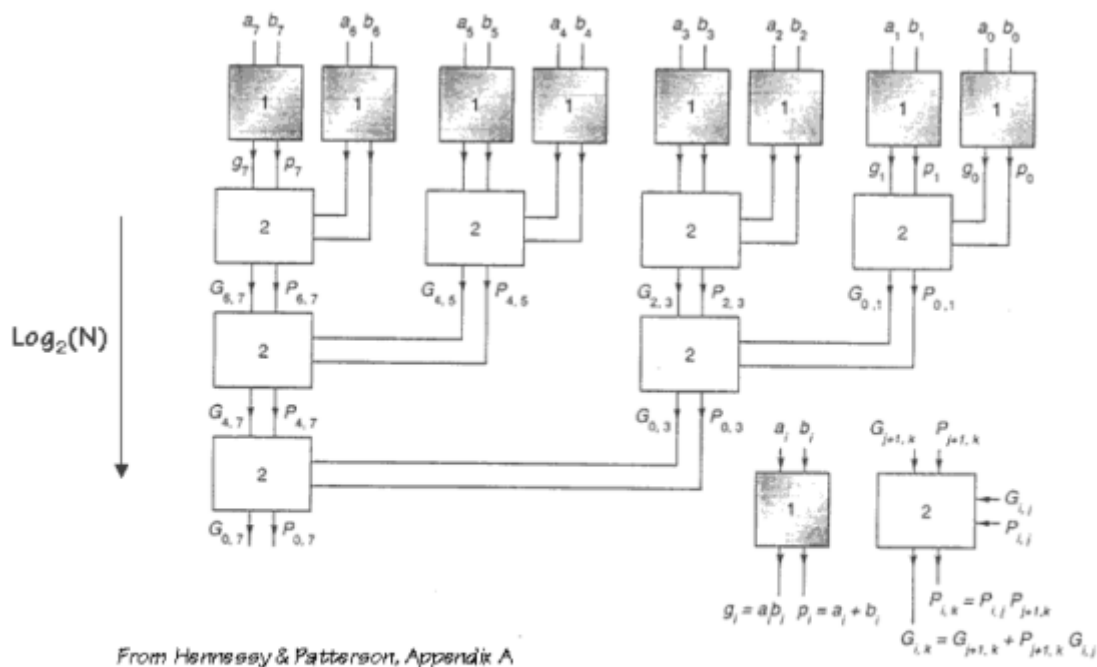 a₇ b₇ a₆ b₆ a₅ b₅ a₄ b₄ a₃ b₃ a₂ b₂ a₁ b₁ a₀ b₀
1 1 1 1 1 1 1 1
g₇ p₇ g₁ p₁ g₀ p₀
2 2 2 2
G₆,₇ P₆,₇ G₄,₅ P₄,₅ G₂,₃ P₂,₃ G₀,₁ P₀,₁
Log₂(N)
2 2
G₄,₇ P₄,₇ G₀,₃ P₀,₃
2
G₀,₇ P₀,₇
aᵢ bᵢ
1
gᵢ = aᵢbᵢ pᵢ = aᵢ + bᵢ
Gⱼ₊₁,ₖ Pⱼ₊₁,ₖ
2
Gᵢ,ⱼ
Pᵢ,ⱼ
Pᵢ,ₖ = Pᵢ,ⱼ Pⱼ₊₁,ₖ
Gᵢ,ₖ = Gⱼ₊₁,ₖ + Pⱼ₊₁,ₖ Gᵢ,ⱼ
From Hennessy & Patterson, Appendix A